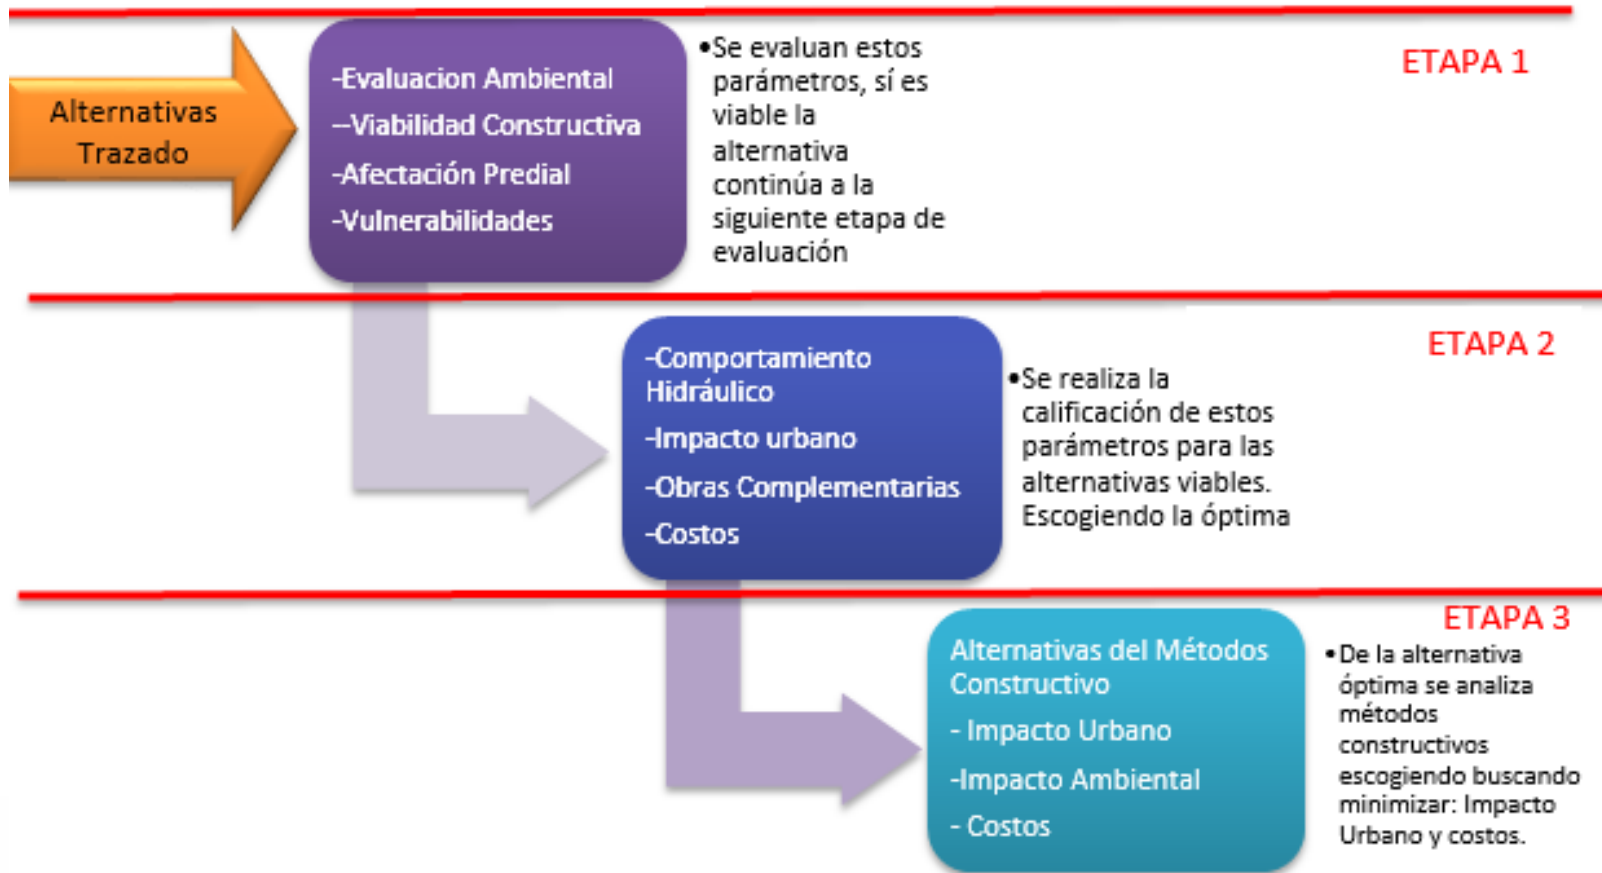 Alternativas
Trazado
-Evaluacion Ambiental
--Viabilidad Constructiva
-Afectación Predial
-Vulnerabilidades
•Se evaluan estos
parámetros, sí es
viable la
alternativa
continúa a la
siguiente etapa de
evaluación
ETAPA 1
-Comportamiento
Hidráulico
-Impacto urbano
-Obras Complementarias
-Costos
•Se realiza la
calificación de estos
parámetros para las
alternativas viables.
Escogiendo la óptima
ETAPA 2
Alternativas del Métodos
Constructivo
- Impacto Urbano
-Impacto Ambiental
- Costos
ETAPA 3
•De la alternativa
óptima se analiza
métodos
constructivos
escogiendo buscando
minimizar: Impacto
Urbano y costos.